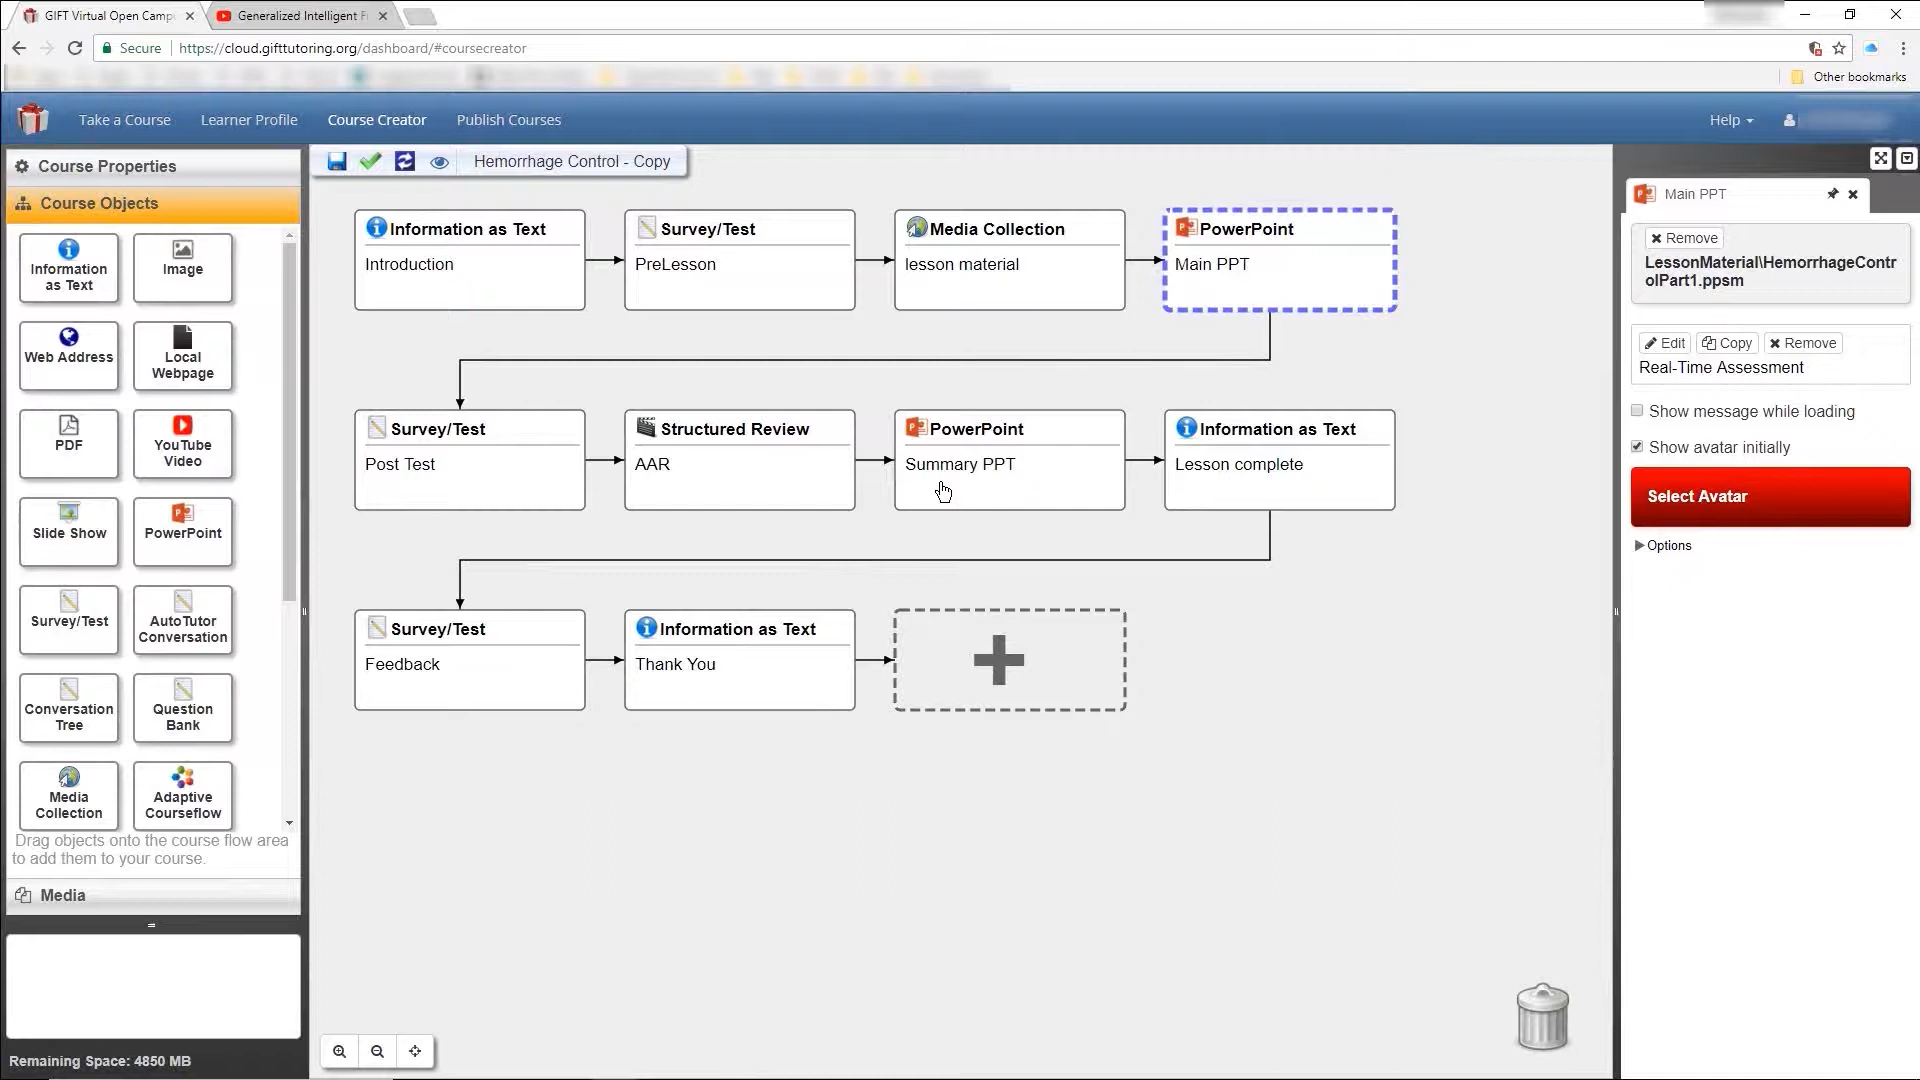 GIFT Virtual Open Camp
Generalized Intelligent F
Secure
https://cloud.gifttutoring.org/dashboard/#coursecreator
Other bookmarks
Take a Course
Learner Profile
Course Creator
Publish Courses
Help
Course Properties
Course Objects
Information
as Text
Image
Web Address
Local
Webpage
PDF
YouTube
Video
Slide Show
PowerPoint
Survey/Test
AutoTutor
Conversation
Conversation
Tree
Question
Bank
Media
Collection
Adaptive
Courseflow
Drag objects onto the course flow area
to add them to your course.
Media
Remaining Space: 4850 MB
Hemorrhage Control - Copy
Information as Text
Introduction
Survey/Test
PreLesson
Media Collection
lesson material
PowerPoint
Main PPT
Survey/Test
Post Test
Structured Review
AAR
PowerPoint
Summary PPT
Information as Text
Lesson complete
Survey/Test
Feedback
Information as Text
Thank You
Main PPT
Remove
LessonMaterial\HemorrhageContr
olPart1.ppsm
Edit
Copy
Remove
Real-Time Assessment
Show message while loading
Show avatar initially
Select Avatar
Options